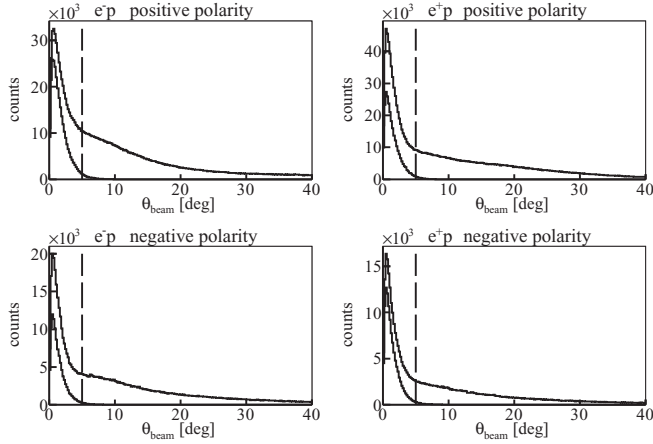 ×10³ e⁻p positive polarity
30
20
10
0
counts
0 10 20 30 40
θbeam [deg]
×10³ e⁺p positive polarity
40
30
20
10
0
counts
0 10 20 30 40
θbeam [deg]
×10³ e⁻p negative polarity
20
15
10
5
0
counts
0 10 20 30 40
θbeam [deg]
×10³ e⁺p negative polarity
15
10
5
0
counts
0 10 20 30 40
θbeam [deg]